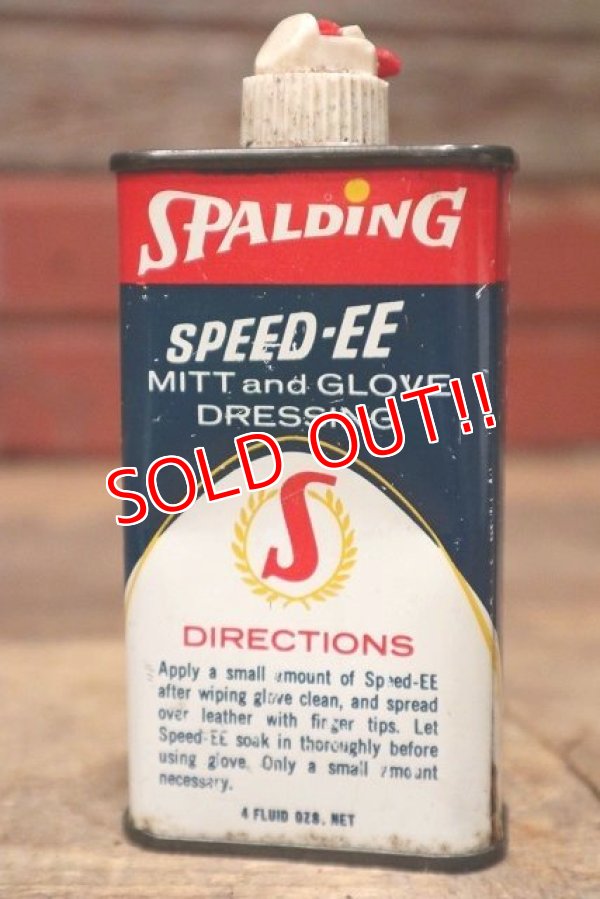 SPALDiNG
SPEED-EE
MITT and GLOVE
DRESSING
SOLD OUT!!
S
DIRECTIONS
Apply a small amount of Speed-EE
after wiping glove clean, and spread
over leather with finger tips. Let
Speed-EE soak in thoroughly before
using glove. Only a small amount
necessary.
4 FLUID OZS. NET